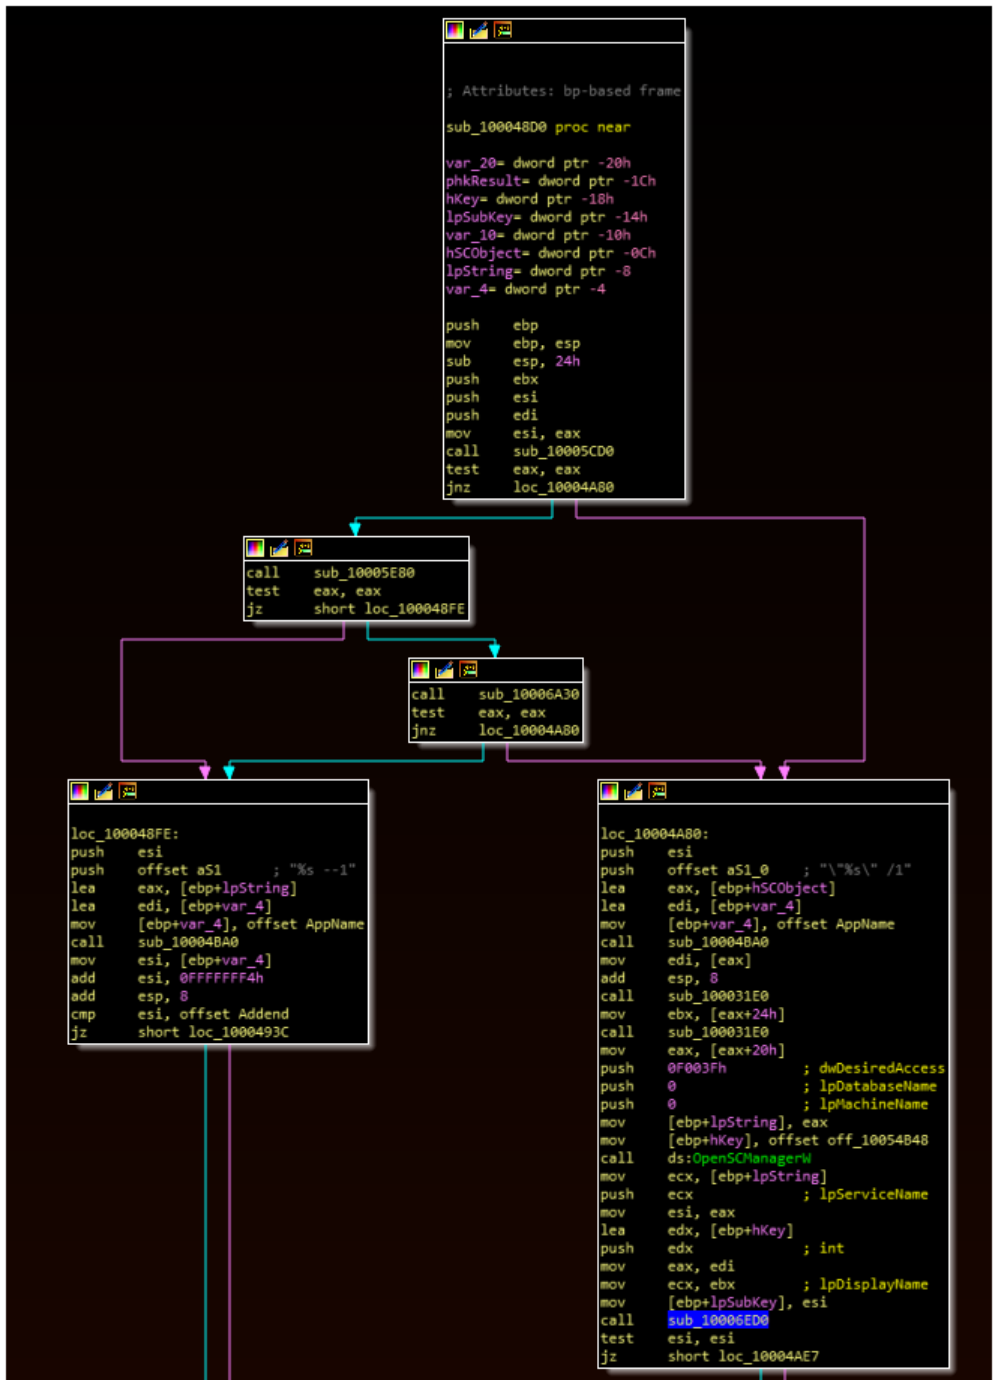 ; Attributes: bp-based frame
sub_100048D0 proc near
var_20= dword ptr -20h
phkResult= dword ptr -1Ch
hKey= dword ptr -18h
lpSubKey= dword ptr -14h
var_10= dword ptr -10h
hSCObject= dword ptr -0Ch
lpString= dword ptr -8
var_4= dword ptr -4
push ebp
mov ebp, esp
sub esp, 24h
push ebx
push esi
push edi
mov esi, eax
call sub_10005CD0
test eax, eax
jnz loc_10004A80
call sub_10005E80
test eax, eax
jz short loc_100048FE
call sub_10006A30
test eax, eax
jnz loc_10004A80
loc_100048FE:
push esi
push offset aS1 ; "%s --1"
lea eax, [ebp+lpString]
lea edi, [ebp+var_4]
mov [ebp+var_4], offset AppName
call sub_10004BA0
mov esi, [ebp+var_4]
add esi, 0FFFFFFF4h
add esp, 8
cmp esi, offset Addend
jz short loc_1000493C
loc_10004A80:
push esi
push offset aS1_0 ; "\"%s\" /1"
lea eax, [ebp+hSCObject]
lea edi, [ebp+var_4]
mov [ebp+var_4], offset AppName
call sub_10004BA0
mov edi, [eax]
add esp, 8
call sub_100031E0
mov ebx, [eax+24h]
call sub_100031E0
mov eax, [eax+20h]
push 0F003Fh ; dwDesiredAccess
push 0 ; lpDatabaseName
push 0 ; lpMachineName
mov [ebp+lpString], eax
mov [ebp+hKey], offset off_10054B48
call ds:OpenSCManagerW
mov ecx, [ebp+lpString]
push ecx ; lpServiceName
mov esi, eax
lea edx, [ebp+hKey]
push edx ; int
mov eax, edi
mov ecx, ebx ; lpDisplayName
mov [ebp+lpSubKey], esi
call sub_10006ED0
test esi, esi
jz short loc_10004AE7